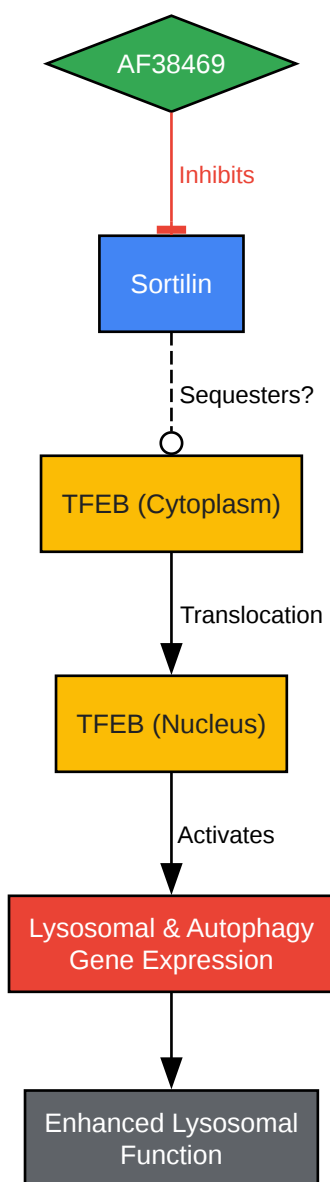 AF38469
Inhibits
Sortilin
Sequesters?
TFEB (Cytoplasm)
Translocation
TFEB (Nucleus)
Activates
Lysosomal & Autophagy
Gene Expression
Enhanced Lysosomal
Function